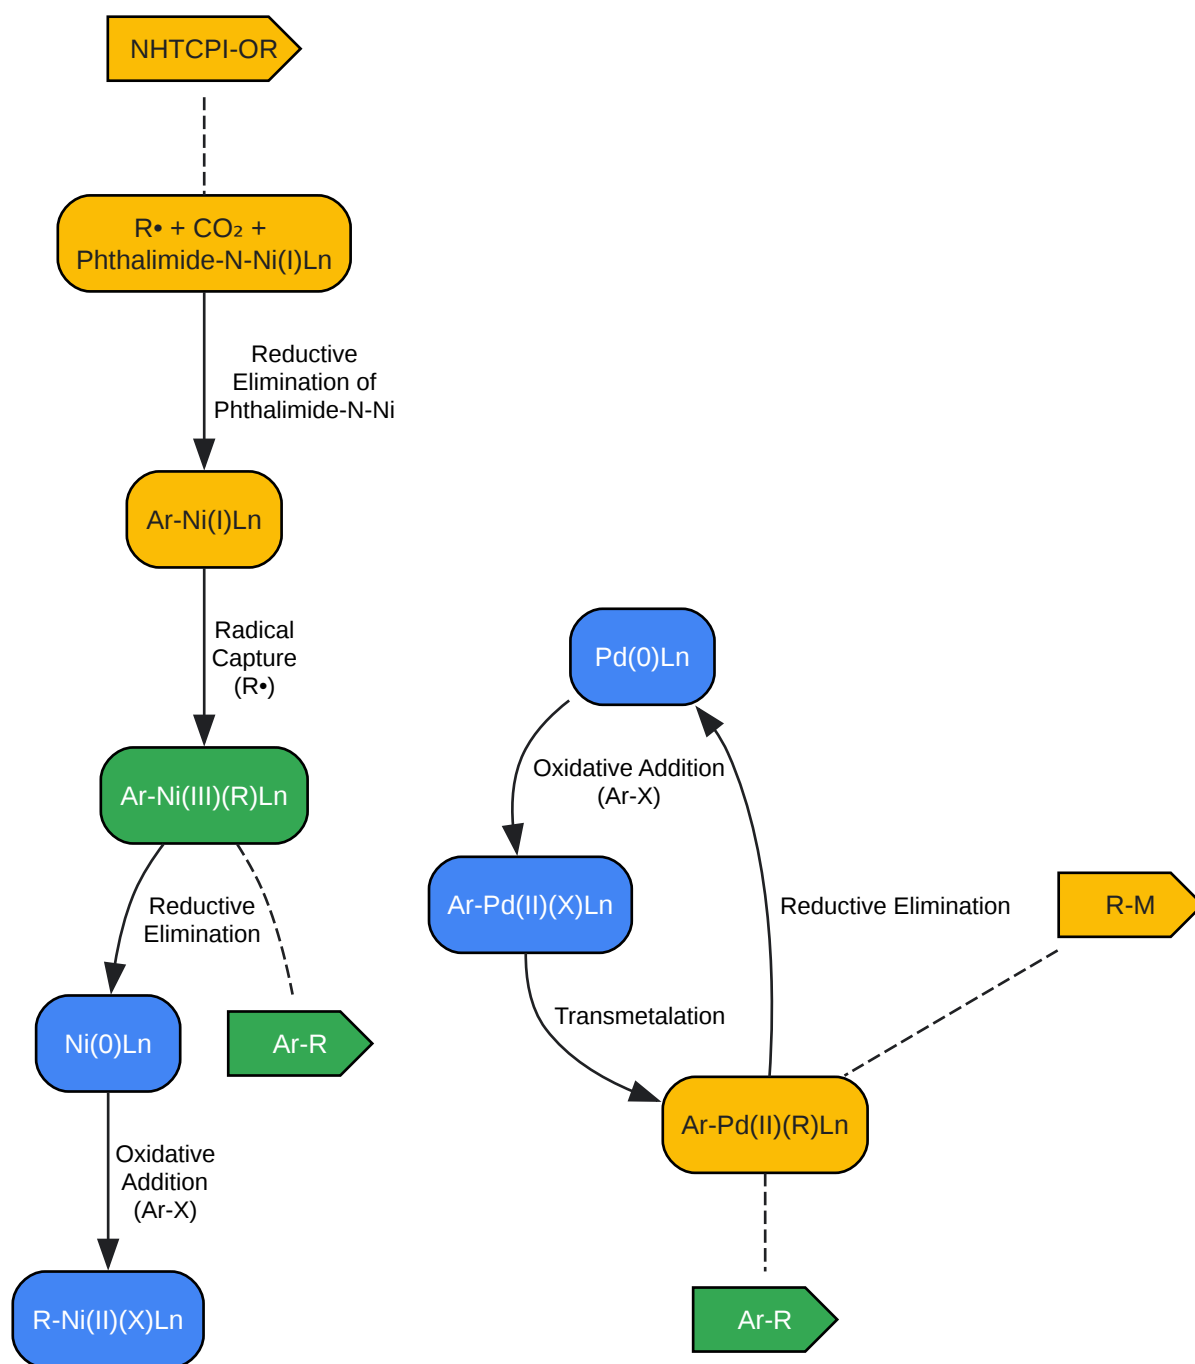 NHTCPI-OR
R• + CO₂ +
Phthalimide-N-Ni(I)Ln
Reductive
Elimination of
Phthalimide-N-Ni
Ar-Ni(I)Ln
Radical
Capture
(R•)
Ar-Ni(III)(R)Ln
Reductive
Elimination
Ni(0)Ln
Ar-R
Oxidative
Addition
(Ar-X)
R-Ni(II)(X)Ln
Pd(0)Ln
Oxidative Addition
(Ar-X)
Ar-Pd(II)(X)Ln
Reductive Elimination
R-M
Transmetalation
Ar-Pd(II)(R)Ln
Ar-R